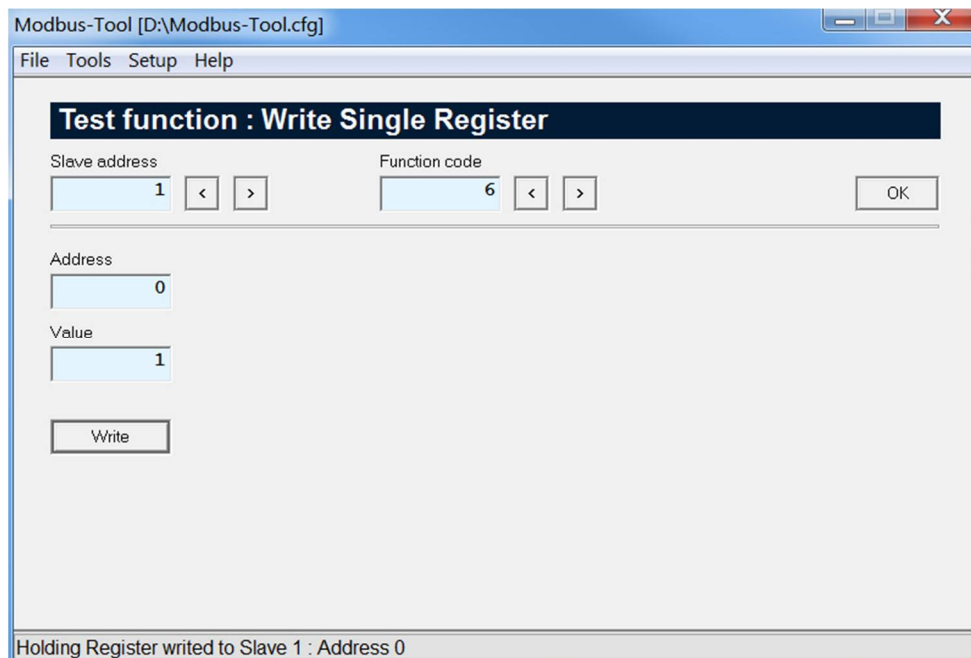 Modbus-Tool [D:\Modbus-Tool.cfg]
File Tools Setup Help
Test function : Write Single Register
Slave address Function code
1 < > 6 < > OK
Address
0
Value
1
Write
Holding Register writed to Slave 1 : Address 0